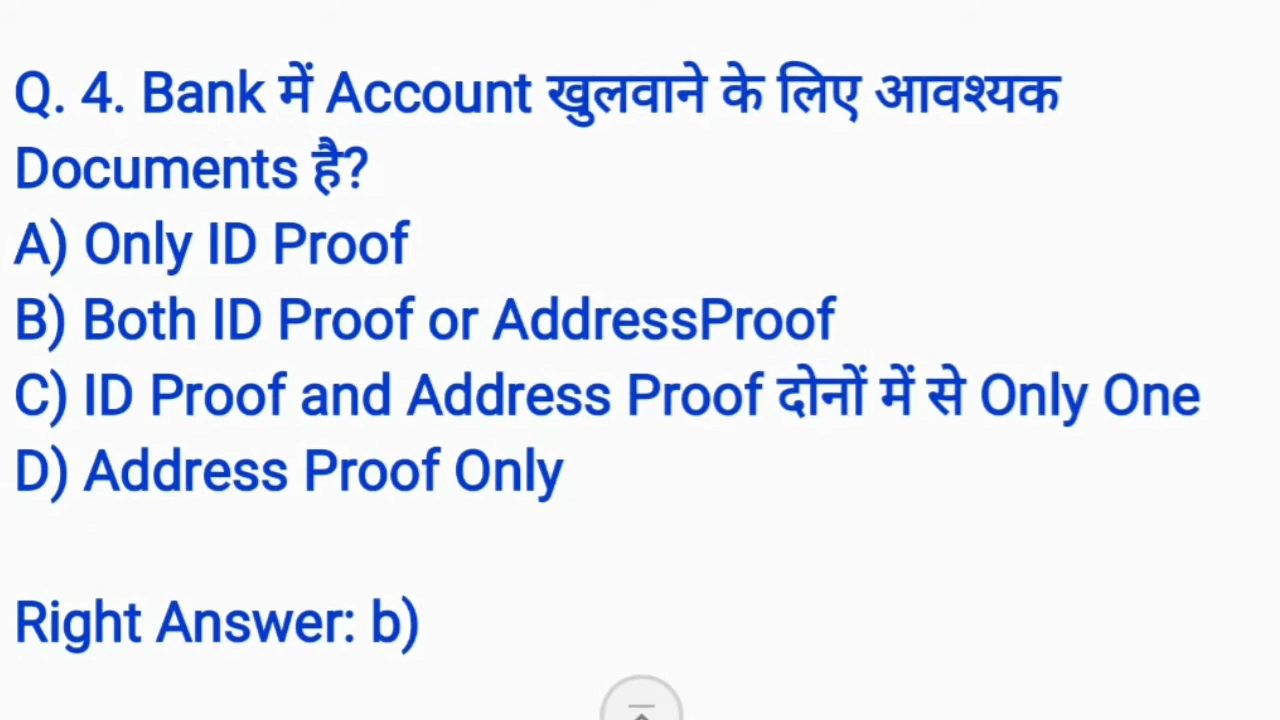 Q. 4. Bank में Account खुलवाने के लिए आवश्यक
Documents है?
A) Only ID Proof
B) Both ID Proof or AddressProof
C) ID Proof and Address Proof दोनों में से Only One
D) Address Proof Only
Right Answer: b)